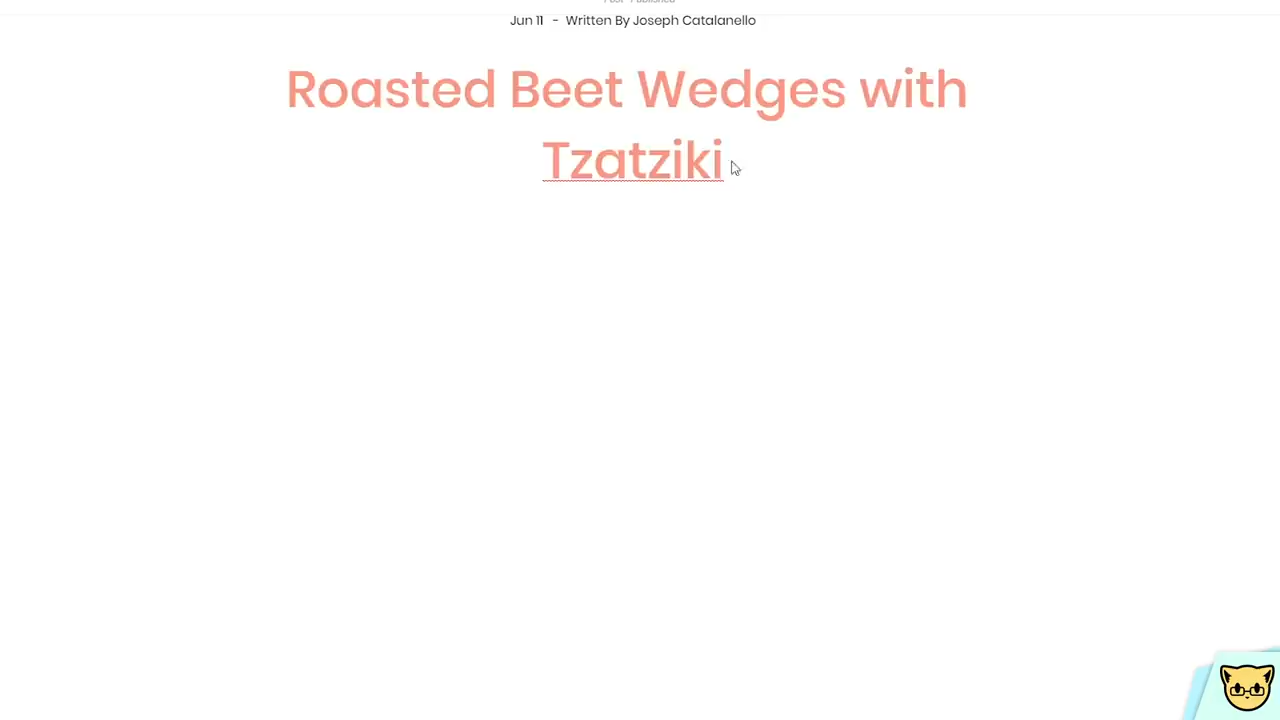 Jun 11 - Written By Joseph Catalanello
Roasted Beet Wedges with
Tzatziki